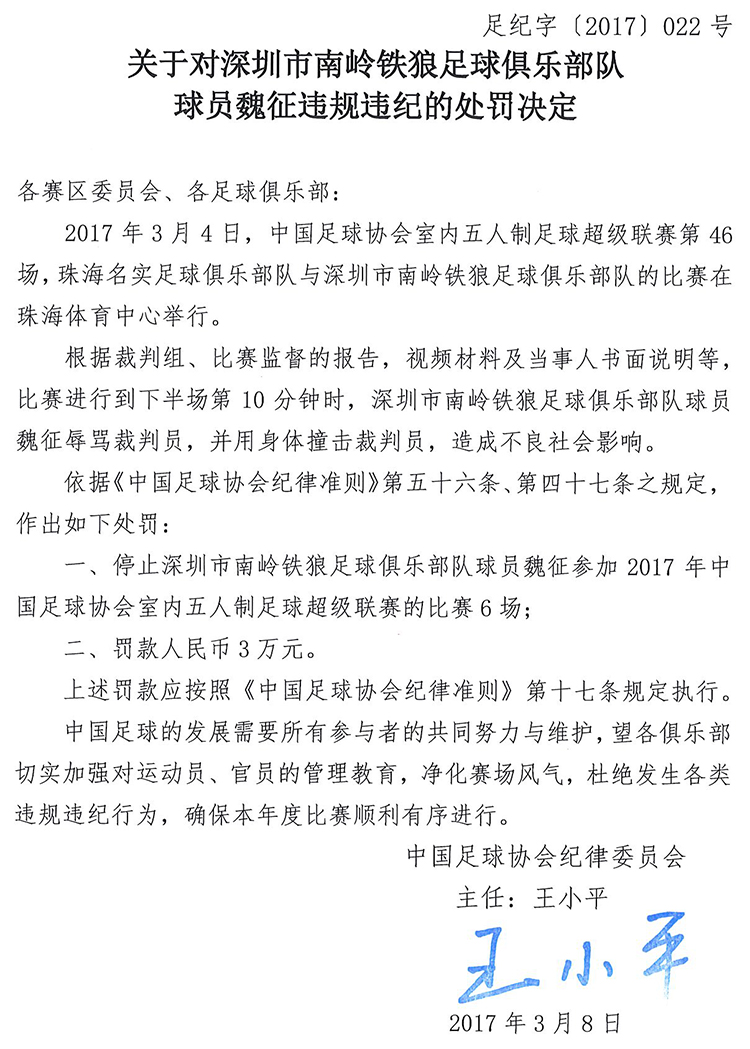 足纪字〔2017〕022号
关于对深圳市南岭铁狼足球俱乐部队
球员魏征违规违纪的处罚决定
各赛区委员会、各足球俱乐部：
2017年3月4日，中国足球协会室内五人制足球超级联赛第46
场，珠海名实足球俱乐部队与深圳市南岭铁狼足球俱乐部队的比赛在
珠海体育中心举行。
根据裁判组、比赛监督的报告，视频材料及当事人书面说明等，
比赛进行到下半场第10分钟时，深圳市南岭铁狼足球俱乐部队球员
魏征辱骂裁判员，并用身体撞击裁判员，造成不良社会影响。
依据《中国足球协会纪律准则》第五十六条、第四十七条之规定，
作出如下处罚：
一、停止深圳市南岭铁狼足球俱乐部队球员魏征参加2017年中
国足球协会室内五人制足球超级联赛的比赛6场；
二、罚款人民币3万元。
上述罚款应按照《中国足球协会纪律准则》第十七条规定执行。
中国足球的发展需要所有参与者的共同努力与维护，望各俱乐部
切实加强对运动员、官员的管理教育，净化赛场风气，杜绝发生各类
违规违纪行为，确保本年度比赛顺利有序进行。
中国足球协会纪律委员会
主任：王小平
王小平
2017年3月8日